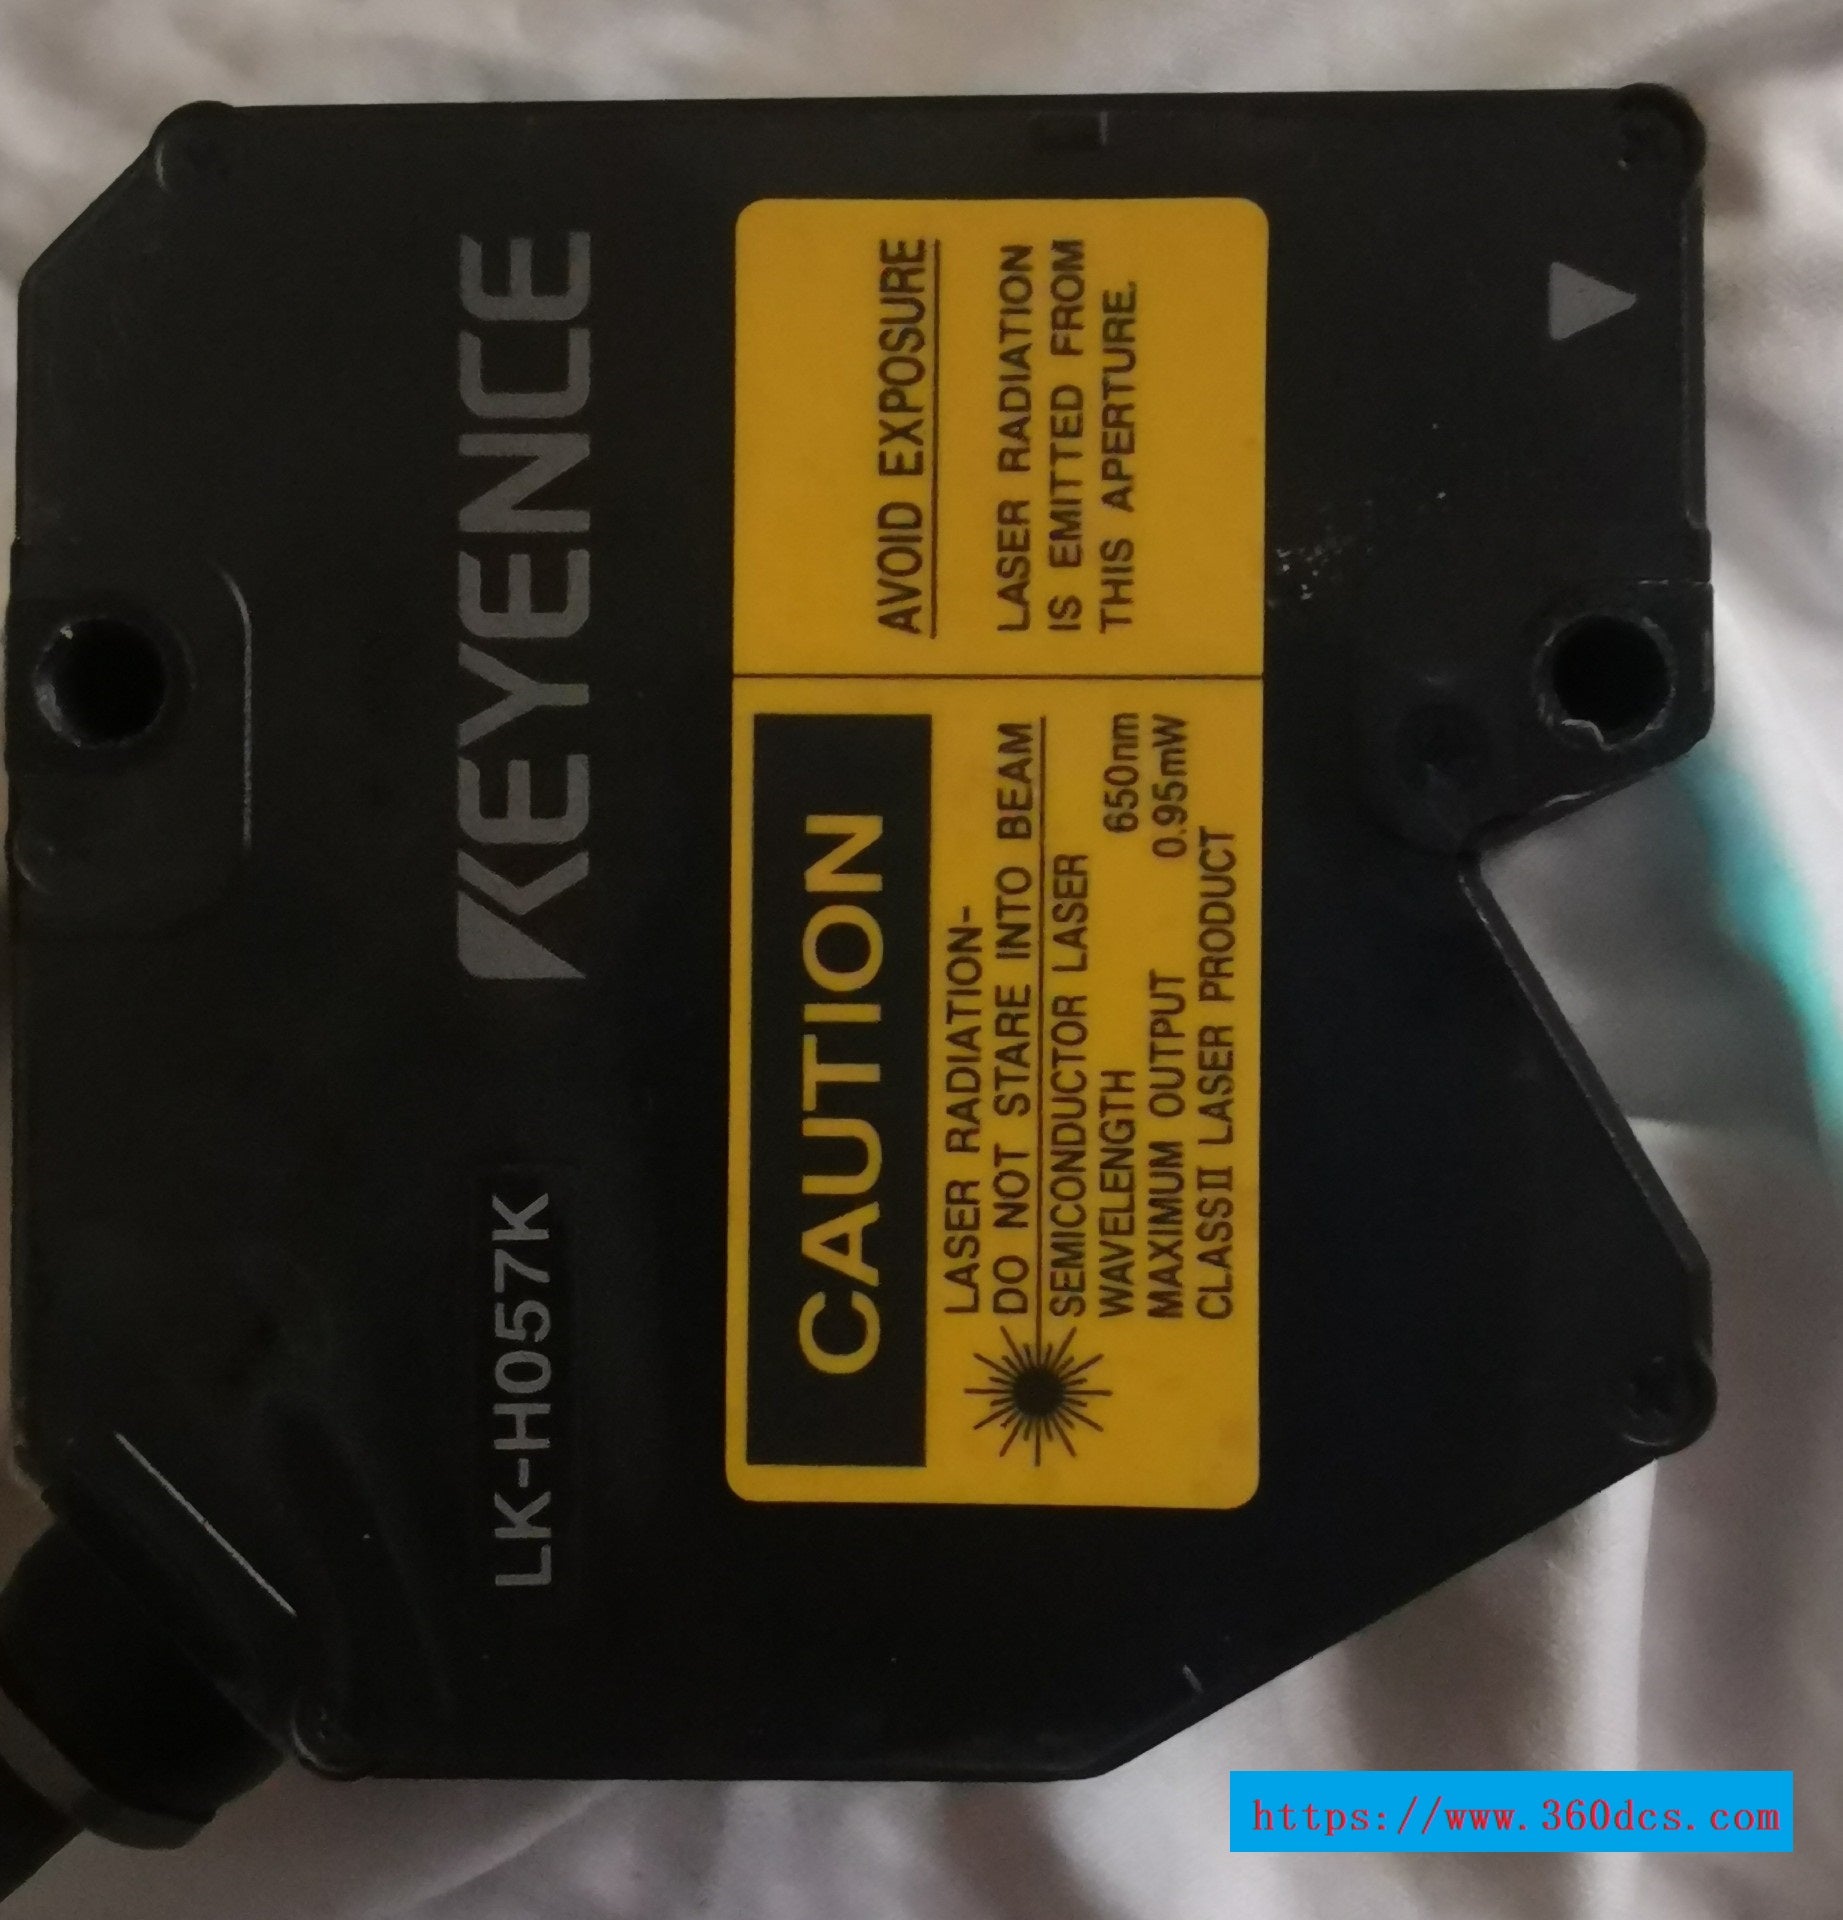 KEYENCE
LK-H057K
CAUTION
LASER RADIATION-
DO NOT STARE INTO BEAM
SEMICONDUCTOR LASER
WAVELENGTH 650nm
MAXIMUM OUTPUT 0.95mW
CLASSⅡ LASER PRODUCT
AVOID EXPOSURE
LASER RADIATION
IS EMITTED FROM
THIS APERTURE.
https://www.360dcs.com